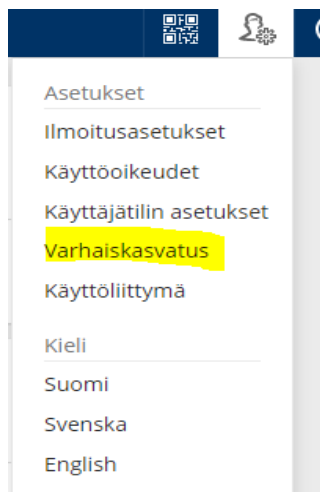 Asetukset
Ilmoitusasetukset
Käyttöoikeudet
Käyttäjätilin asetukset
Varhaiskasvatus
Käyttöliittymä
Kieli
Suomi
Svenska
English